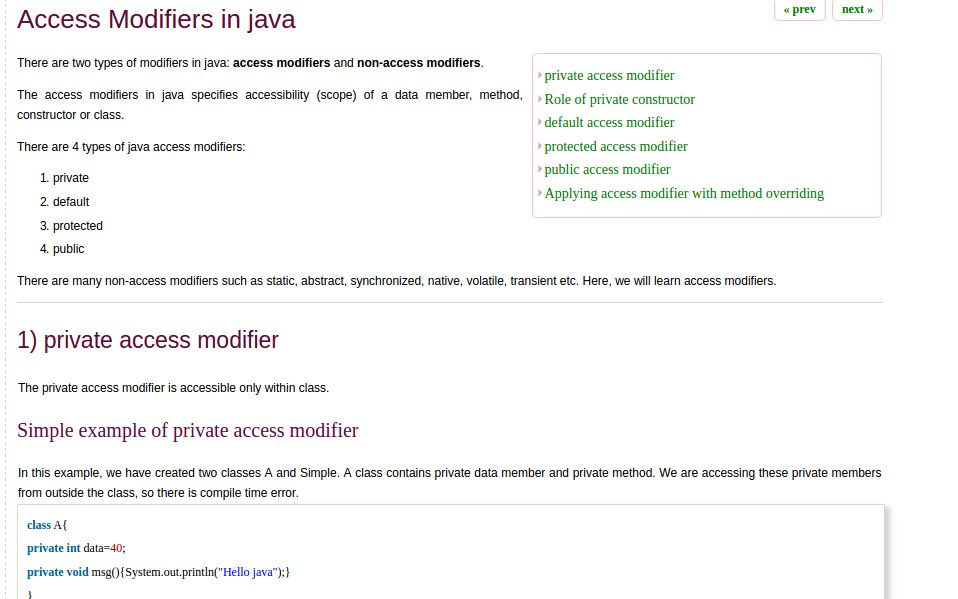 Access Modifiers in java
« prev
next »
There are two types of modifiers in java: access modifiers and non-access modifiers.
The access modifiers in java specifies accessibility (scope) of a data member, method,
constructor or class.
There are 4 types of java access modifiers:
1. private
2. default
3. protected
4. public
private access modifier
Role of private constructor
default access modifier
protected access modifier
public access modifier
Applying access modifier with method overriding
There are many non-access modifiers such as static, abstract, synchronized, native, volatile, transient etc. Here, we will learn access modifiers.
1) private access modifier
The private access modifier is accessible only within class.
Simple example of private access modifier
In this example, we have created two classes A and Simple. A class contains private data member and private method. We are accessing these private members
from outside the class, so there is compile time error.
class A{
private int data=40;
private void msg(){System.out.println("Hello java");}
}